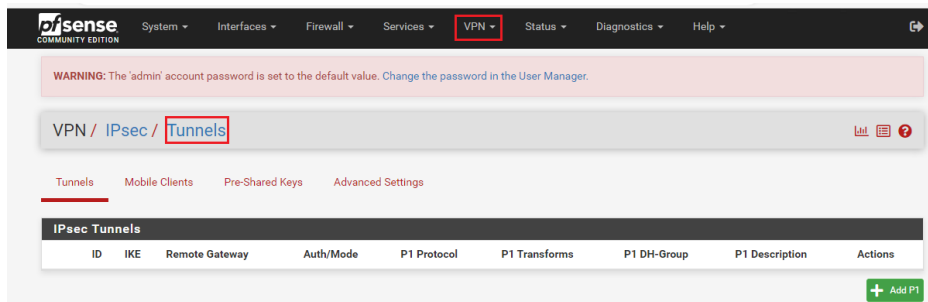 pfsense System Interfaces Firewall Services VPN Status Diagnostics Help
COMMUNITY EDITION
WARNING: The 'admin' account password is set to the default value. Change the password in the User Manager.
VPN / IPsec / Tunnels
Tunnels Mobile Clients Pre-Shared Keys Advanced Settings
IPsec Tunnels
ID IKE Remote Gateway Auth/Mode P1 Protocol P1 Transforms P1 DH-Group P1 Description Actions
Add P1